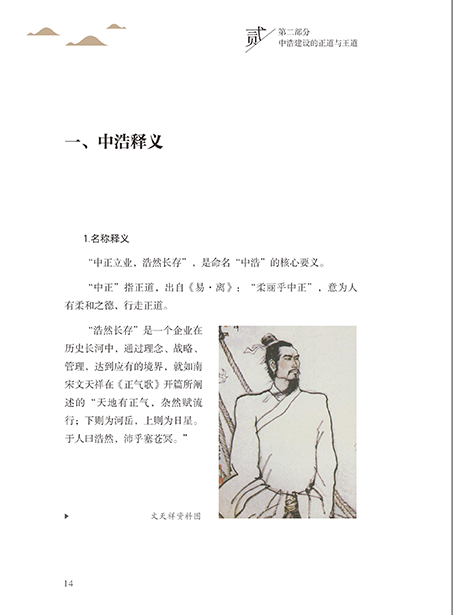 贰
第二部分
中浩建设的正道与王道
一、中浩释义
1.名称释义
“中正立业，浩然长存”，是命名“中浩”的核心要义。
“中正”指正道，出自《易·离》；“柔丽乎中正”，意为人
有柔和之德，行走正道。
“浩然长存”是一个企业在
历史长河中，通过理念、战略、
管理，达到应有的境界，就如南
宋文天祥在《正气歌》开篇所阐
述的“天地有正气，杂然赋流
行；下则为河岳，上则为日星。
于人曰浩然，沛乎塞苍冥。”
文天祥资料图
14